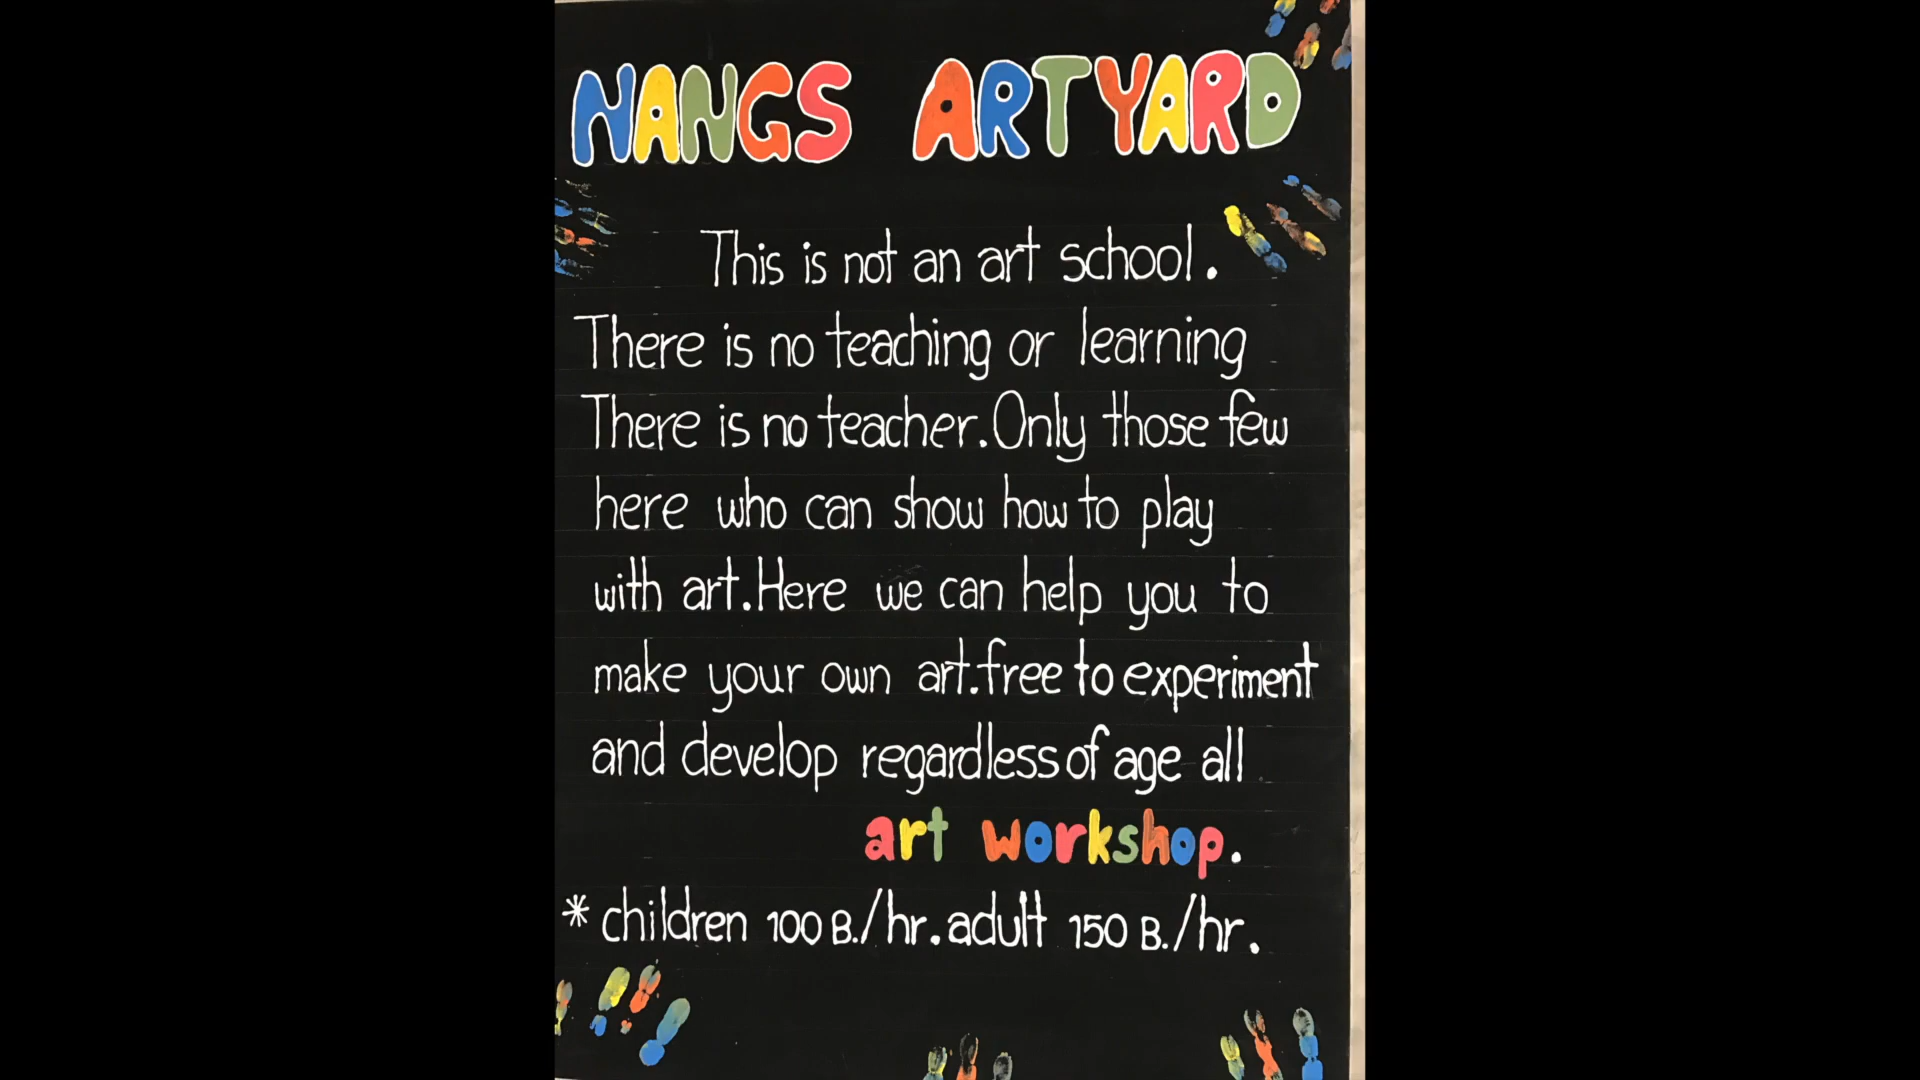 NANGS ARTYARD
This is not an art school.
There is no teaching or learning
There is no teacher. Only those few
here who can show how to play
with art. Here we can help you to
make your own art. free to experiment
and develop regardless of age all
art workshop.
* children 100 B./hr. adult 150 B./hr.